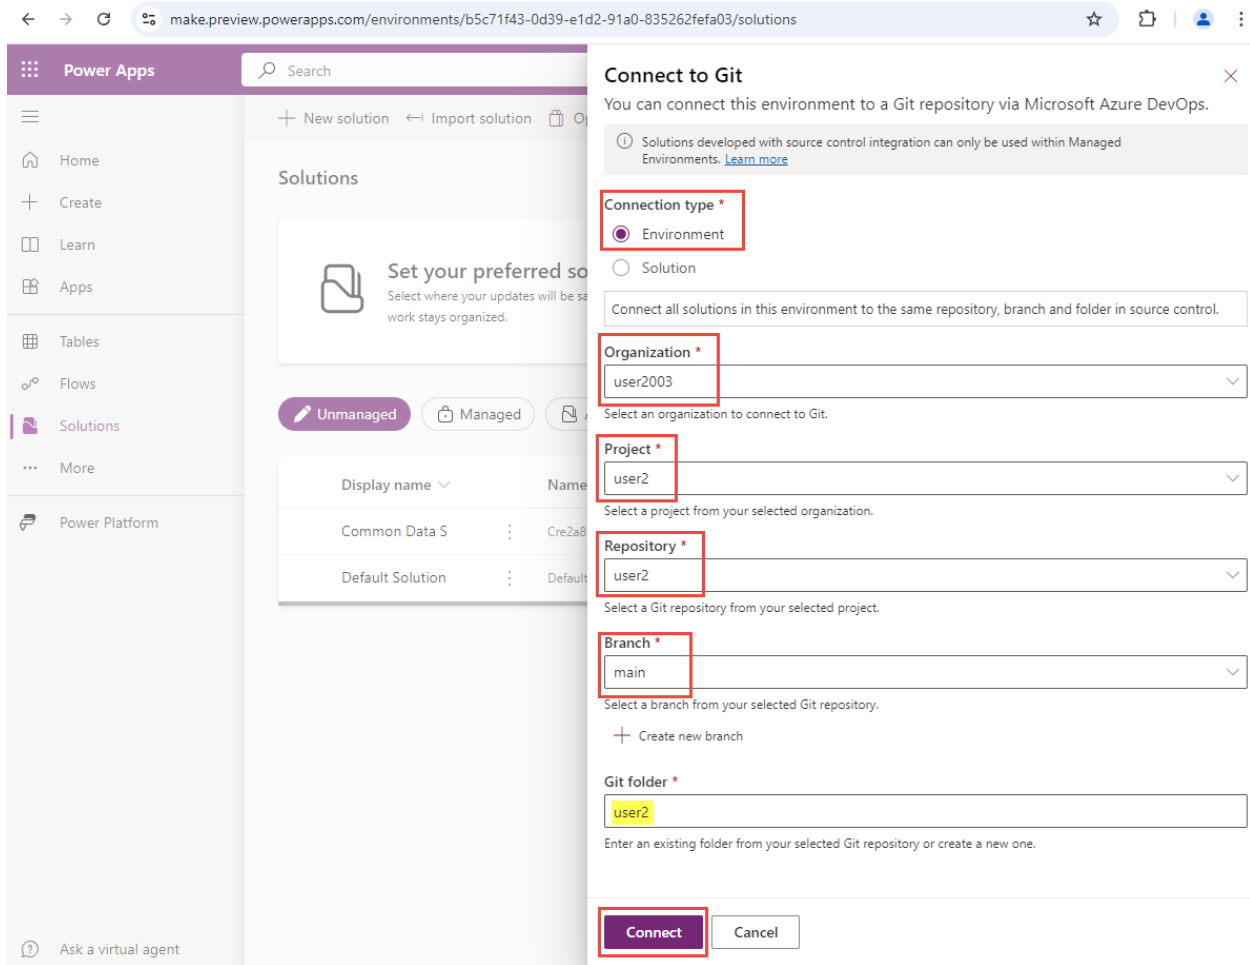 make.preview.powerapps.com/environments/b5c71f43-0d39-e1d2-91a0-835262fefa03/solutions
Power Apps
Search
New solution
Import solution
Home
Create
Learn
Apps
Tables
Flows
Solutions
More
Power Platform
Ask a virtual agent
Solutions
Set your preferred so
Select where your updates will be sa
work stays organized.
Unmanaged
Managed
Display name
Name
Common Data S
Cre2a8
Default Solution
Default
Connect to Git
You can connect this environment to a Git repository via Microsoft Azure DevOps.
Solutions developed with source control integration can only be used within Managed
Environments. Learn more
Connection type *
Environment
Solution
Connect all solutions in this environment to the same repository, branch and folder in source control.
Organization *
user2003
Select an organization to connect to Git.
Project *
user2
Select a project from your selected organization.
Repository *
user2
Select a Git repository from your selected project.
Branch *
main
Select a branch from your selected Git repository.
Create new branch
Git folder *
user2
Enter an existing folder from your selected Git repository or create a new one.
Connect
Cancel